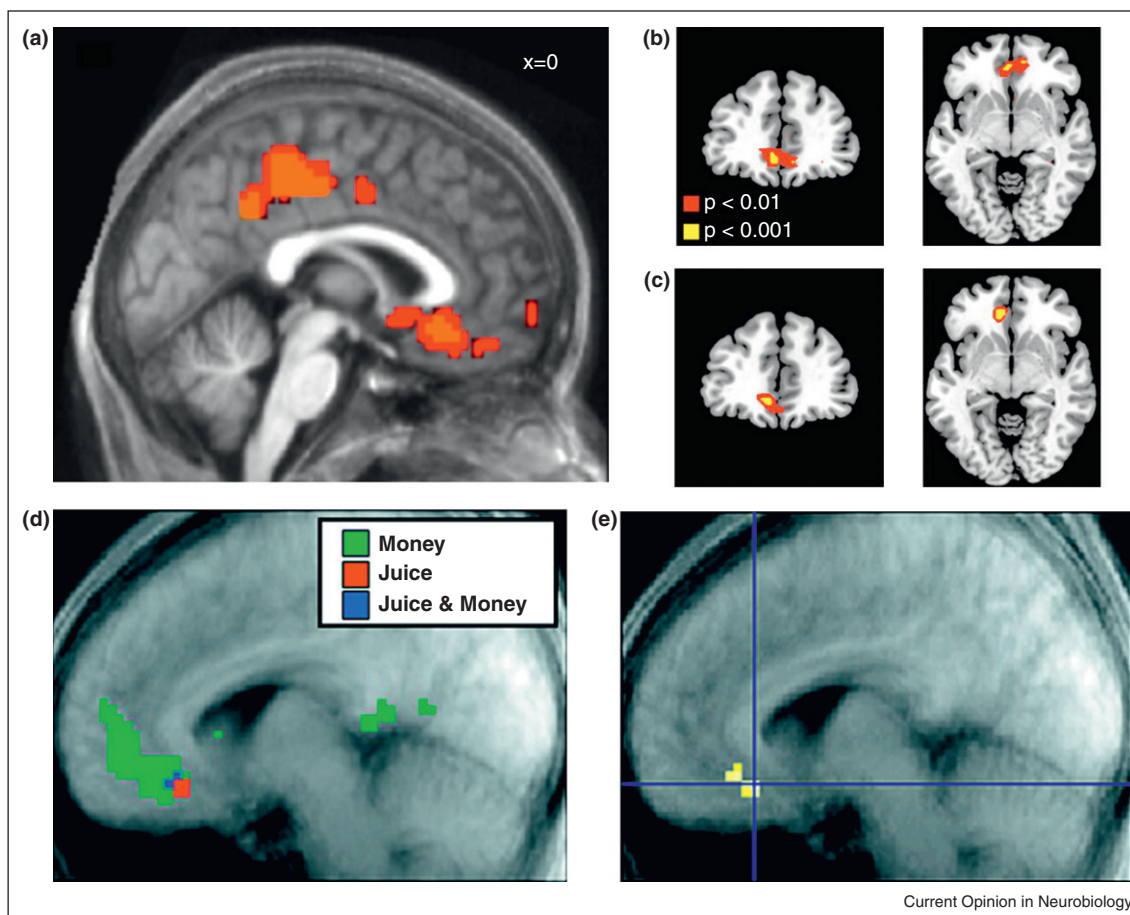 (a)
x=0
(b)
p < 0.01
p < 0.001
(c)
(d)
Money
Juice
Juice & Money
(e)
Current Opinion in Neurobiology